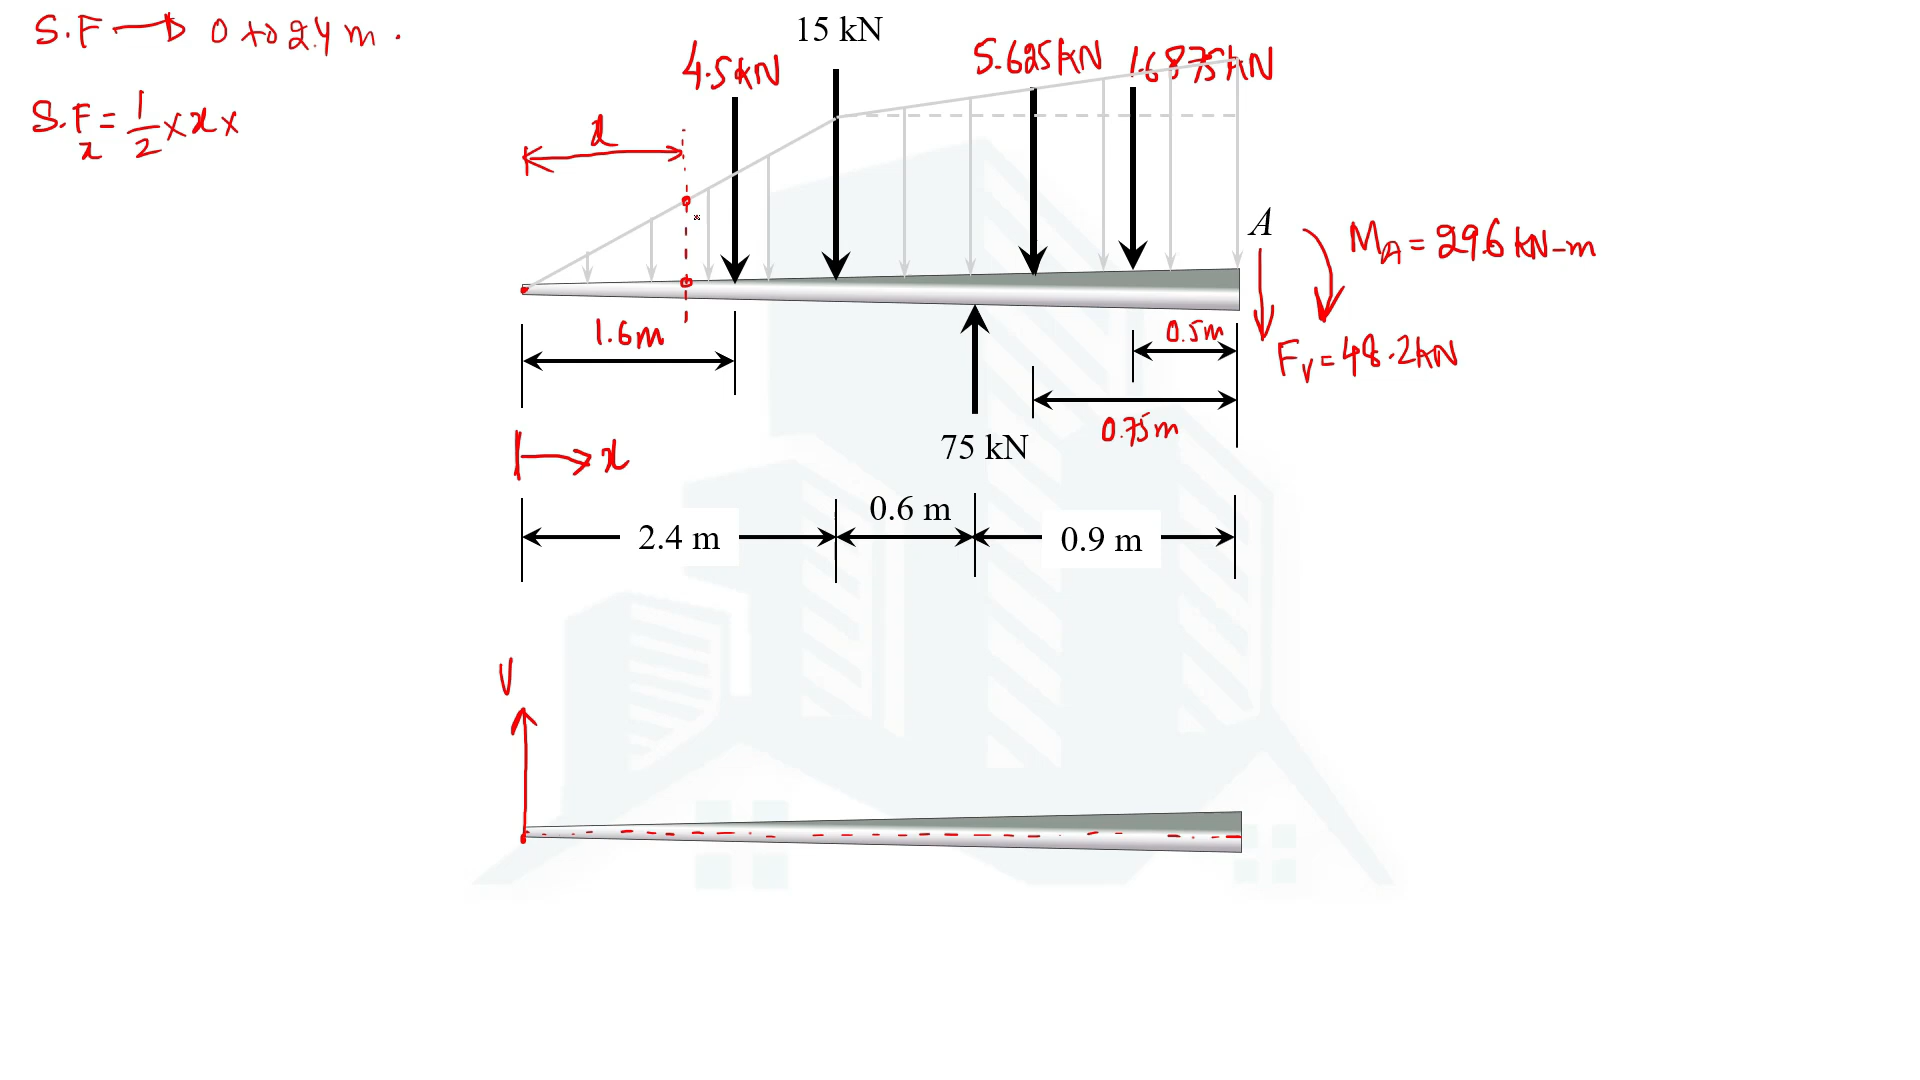 S.F → 0 to 2.4 m.
S.F x = 1/2 × x ×
15 kN
4.5kN
5.625kN
1.6875kN
x
A
M_A = 29.6 kN-m
F_V = 48.2kN
1.6m
0.5m
0.75m
75 kN
x
2.4 m
0.6 m
0.9 m
V